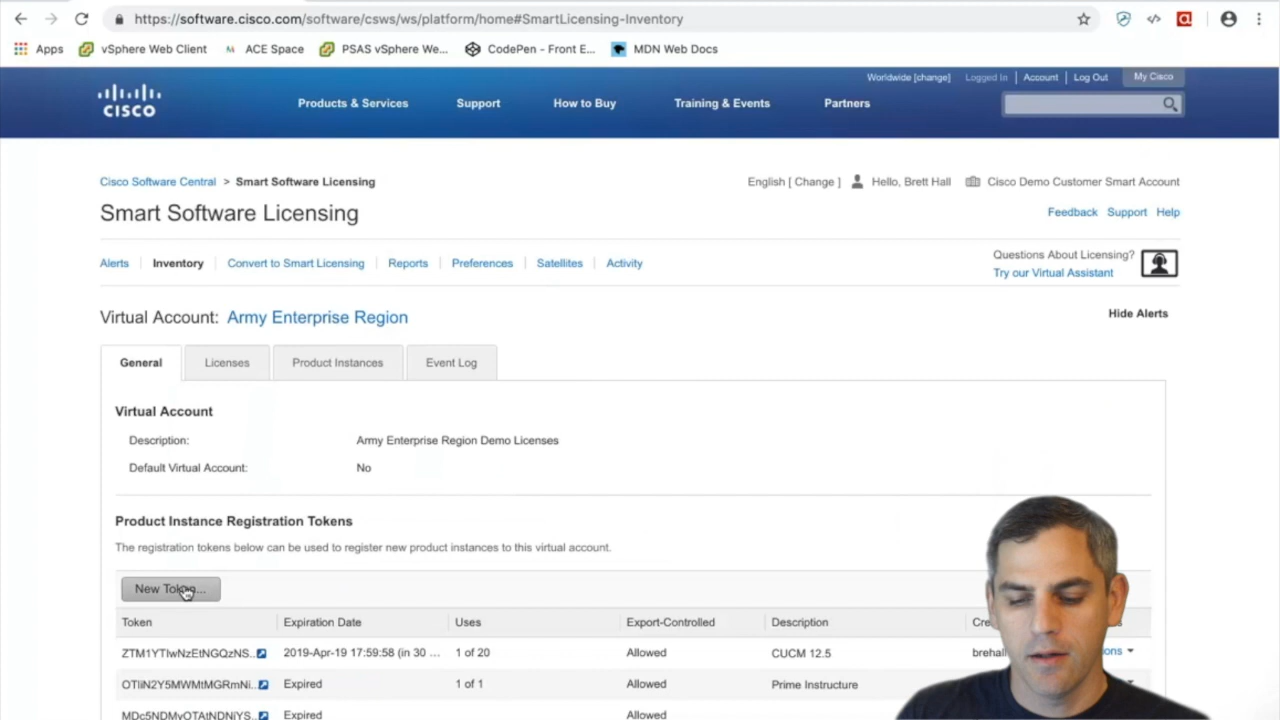 https://software.cisco.com/software/csws/ws/platform/home#SmartLicensing-Inventory
Apps vSphere Web Client ACE Space PSAS vSphere We... CodePen - Front E... MDN Web Docs
Worldwide [change] Logged In Account Log Out My Cisco
CISCO Products & Services Support How to Buy Training & Events Partners
Cisco Software Central > Smart Software Licensing English [ Change ] Hello, Brett Hall Cisco Demo Customer Smart Account
Smart Software Licensing Feedback Support Help
Alerts Inventory Convert to Smart Licensing Reports Preferences Satellites Activity
Questions About Licensing?
Try our Virtual Assistant
Virtual Account: Army Enterprise Region Hide Alerts
General Licenses Product Instances Event Log
Virtual Account
Description: Army Enterprise Region Demo Licenses
Default Virtual Account: No
Product Instance Registration Tokens
The registration tokens below can be used to register new product instances to this virtual account.
New Token...
Token Expiration Date Uses Export-Controlled Description
2019-Apr-19 17:59:58 (in 30 ... 1 of 20 Allowed CUCM 12.5
Expired 1 of 1 Allowed Prime Instructure
Expired Allowed